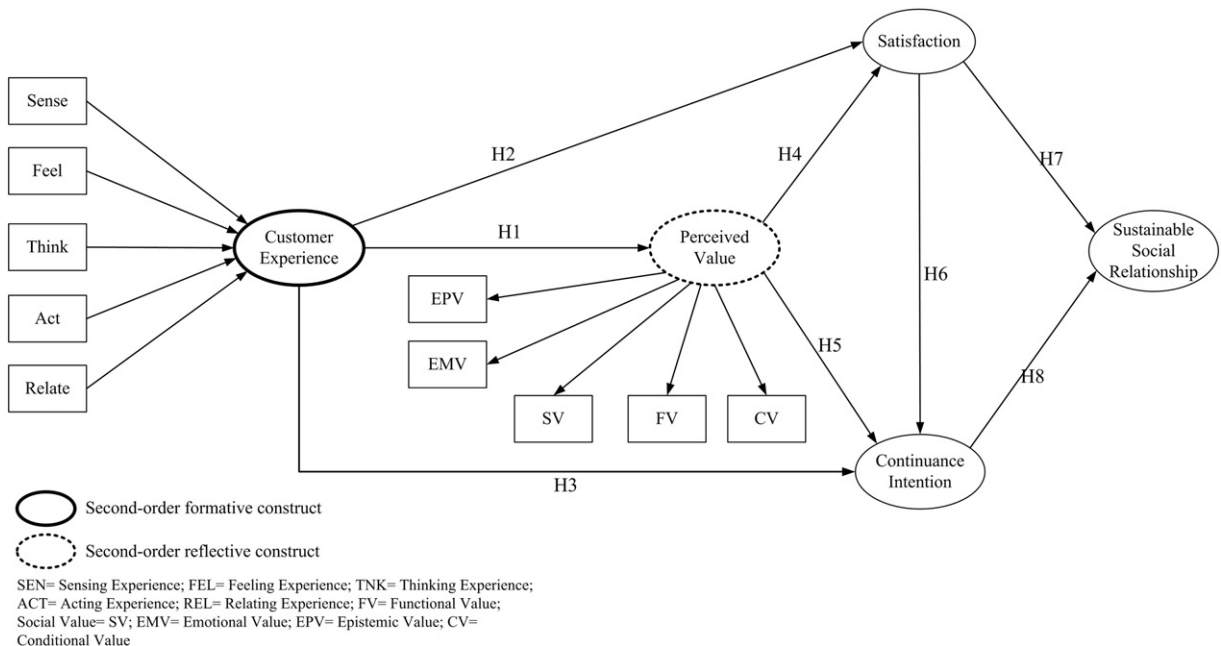 Satisfaction
Sense
Feel
Think
Act
Relate
Customer
Experience
H2
H1
H4
H7
Perceived
Value
Sustainable
Social
Relationship
EPV
EMV
SV
FV
CV
H6
H5
H8
H3
Continuance
Intention
Second-order formative construct
Second-order reflective construct
SEN= Sensing Experience; FEL= Feeling Experience; TNK= Thinking Experience;
ACT= Acting Experience; REL= Relating Experience; FV= Functional Value;
Social Value= SV; EMV= Emotional Value; EPV= Epistemic Value; CV=
Conditional Value